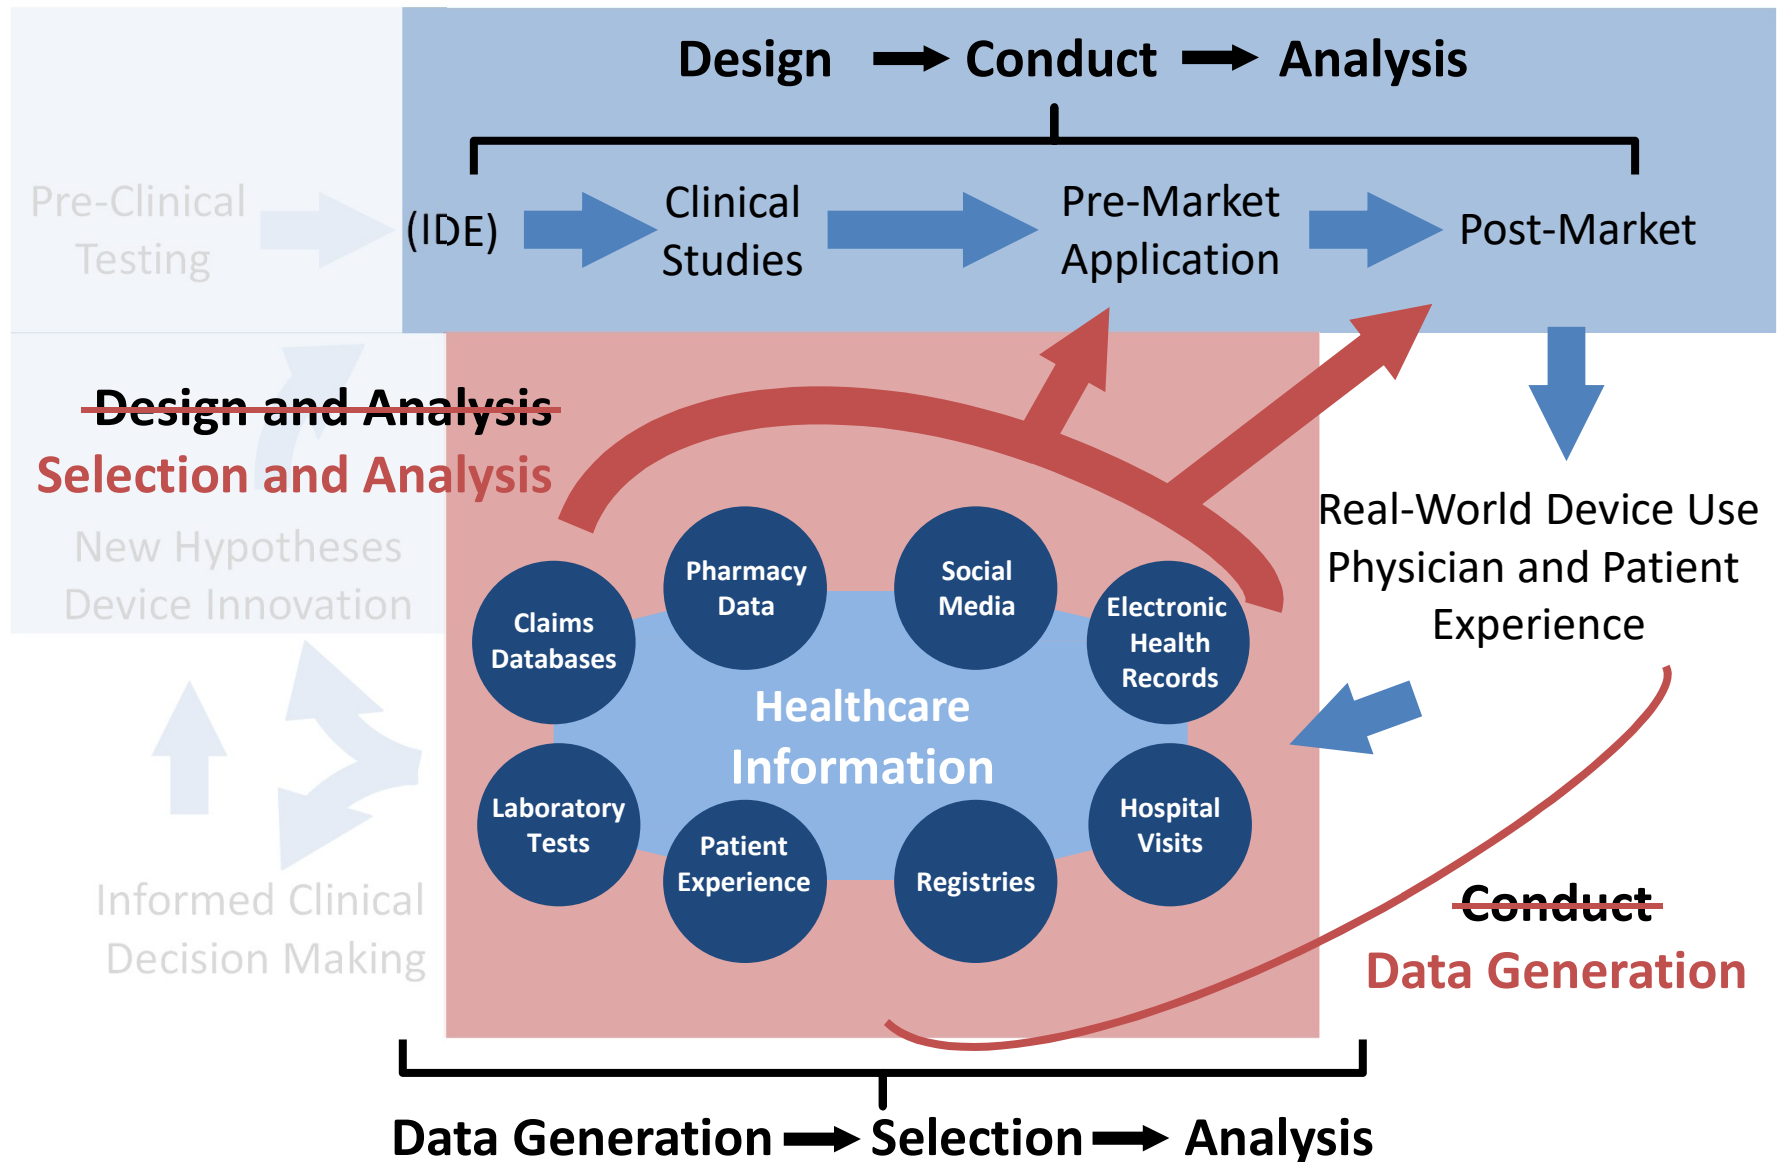 Design → Conduct → Analysis
Pre-Clinical
Testing
(IDE)
Clinical
Studies
Pre-Market
Application
Post-Market
Design and Analysis
Selection and Analysis
New Hypotheses
Device Innovation
Real-World Device Use
Physician and Patient
Experience
Claims
Databases
Pharmacy
Data
Social
Media
Electronic
Health
Records
Healthcare
Information
Laboratory
Tests
Patient
Experience
Registries
Hospital
Visits
Informed Clinical
Decision Making
Conduct
Data Generation
Data Generation → Selection → Analysis